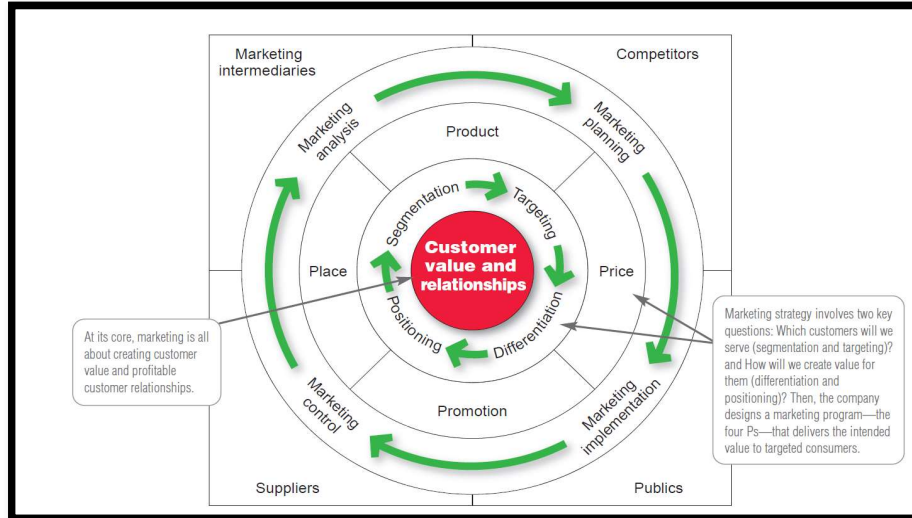 Marketing
intermediaries
Competitors
Marketing
analysis
Marketing
planning
Product
Segmentation
Targeting
Customer
value and
relationships
Place
Price
Positioning
Differentiation
At its core, marketing is all
about creating customer
value and profitable
customer relationships.
Marketing strategy involves two key
questions: Which customers will we
serve (segmentation and targeting)?
and How will we create value for
them (differentiation and
positioning)? Then, the company
designs a marketing program—the
four Ps—that delivers the intended
value to targeted consumers.
Promotion
Marketing
control
Marketing
implementation
Suppliers
Publics